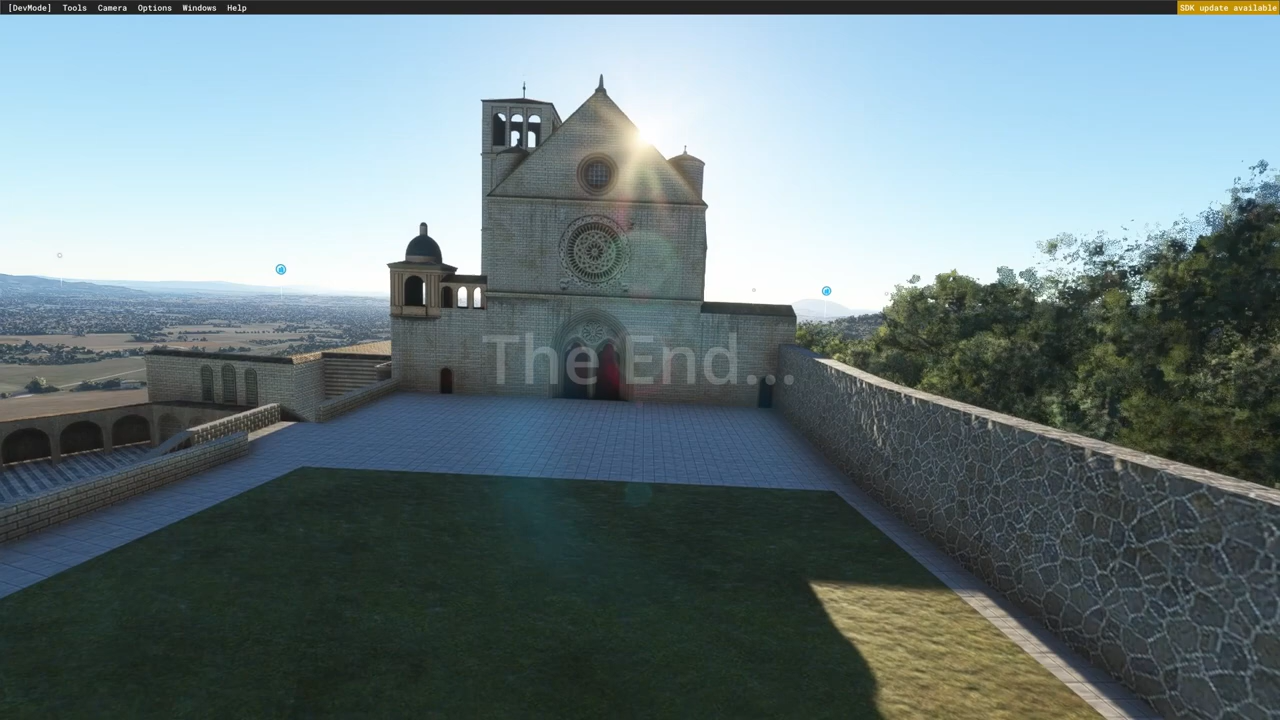 [DevMode] Tools Camera Options Windows Help SDK update available
The End...